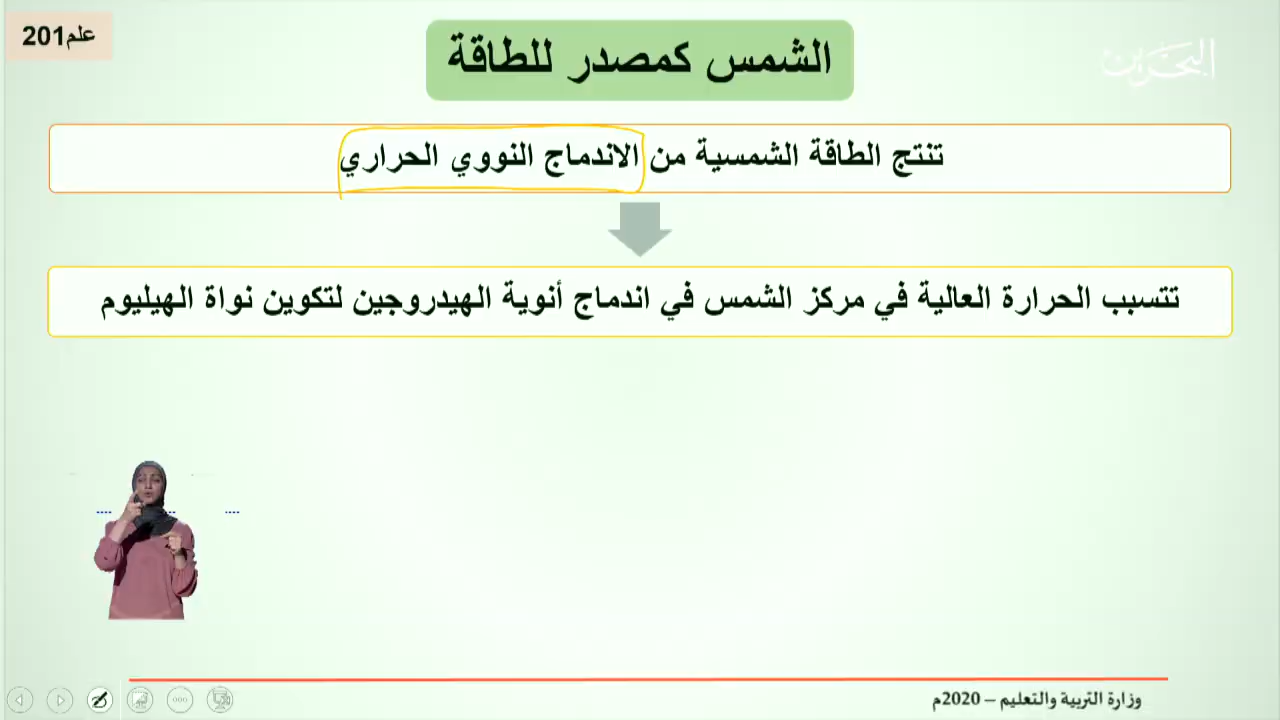 علم201
البحرين
الشمس كمصدر للطاقة
تنتج الطاقة الشمسية من الاندماج النووي الحراري
تتسبب الحرارة العالية في مركز الشمس في اندماج أنوية الهيدروجين لتكوين نواة الهيليوم
وزارة التربية والتعليم – 2020م